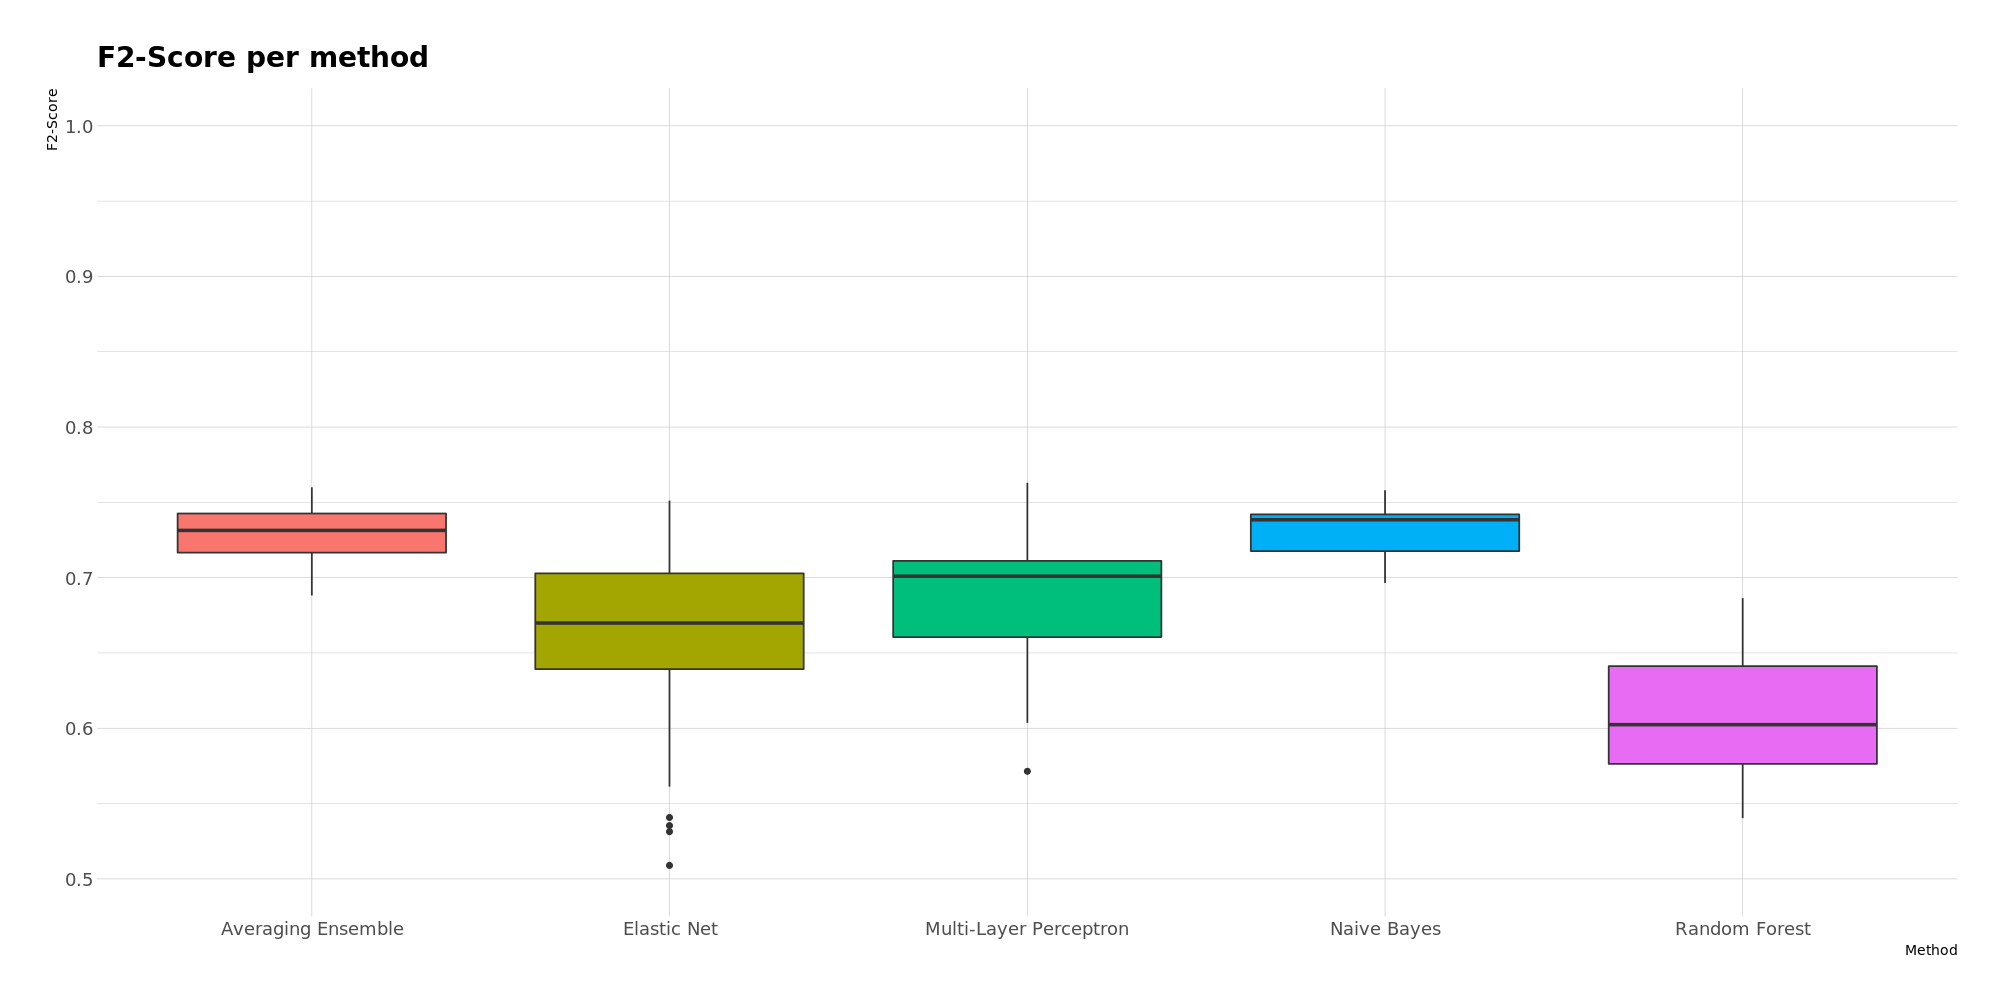 F2-Score per method
F2-Score
1.0
0.9
0.8
0.7
0.6
0.5
Averaging Ensemble
Elastic Net
Multi-Layer Perceptron
Naive Bayes
Random Forest
Method